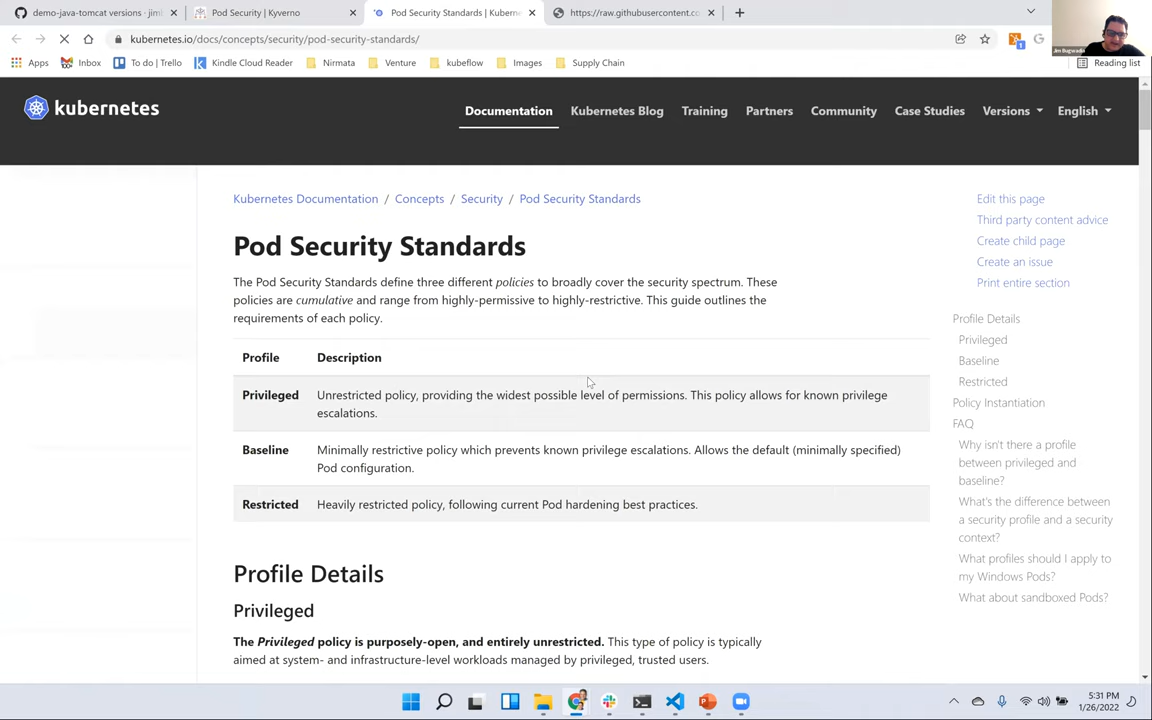 demo-java-tomcat versions · jiml
Pod Security | Kyverno
Pod Security Standards | Kuberne
https://raw.githubusercontent.co
kubernetes.io/docs/concepts/security/pod-security-standards/
Jim Bugwadia
Apps
Inbox
To do | Trello
Kindle Cloud Reader
Nirmata
Venture
kubeflow
Images
Supply Chain
Reading list
kubernetes
Documentation
Kubernetes Blog
Training
Partners
Community
Case Studies
Versions
English
Kubernetes Documentation / Concepts / Security / Pod Security Standards
Pod Security Standards
The Pod Security Standards define three different policies to broadly cover the security spectrum. These
policies are cumulative and range from highly-permissive to highly-restrictive. This guide outlines the
requirements of each policy.
Profile Description
Privileged Unrestricted policy, providing the widest possible level of permissions. This policy allows for known privilege
escalations.
Baseline Minimally restrictive policy which prevents known privilege escalations. Allows the default (minimally specified)
Pod configuration.
Restricted Heavily restricted policy, following current Pod hardening best practices.
Profile Details
Privileged
The Privileged policy is purposely-open, and entirely unrestricted. This type of policy is typically
aimed at system- and infrastructure-level workloads managed by privileged, trusted users.
Edit this page
Third party content advice
Create child page
Create an issue
Print entire section
Profile Details
Privileged
Baseline
Restricted
Policy Instantiation
FAQ
Why isn't there a profile
between privileged and
baseline?
What's the difference between
a security profile and a security
context?
What profiles should I apply to
my Windows Pods?
What about sandboxed Pods?
5:31 PM
1/26/2022